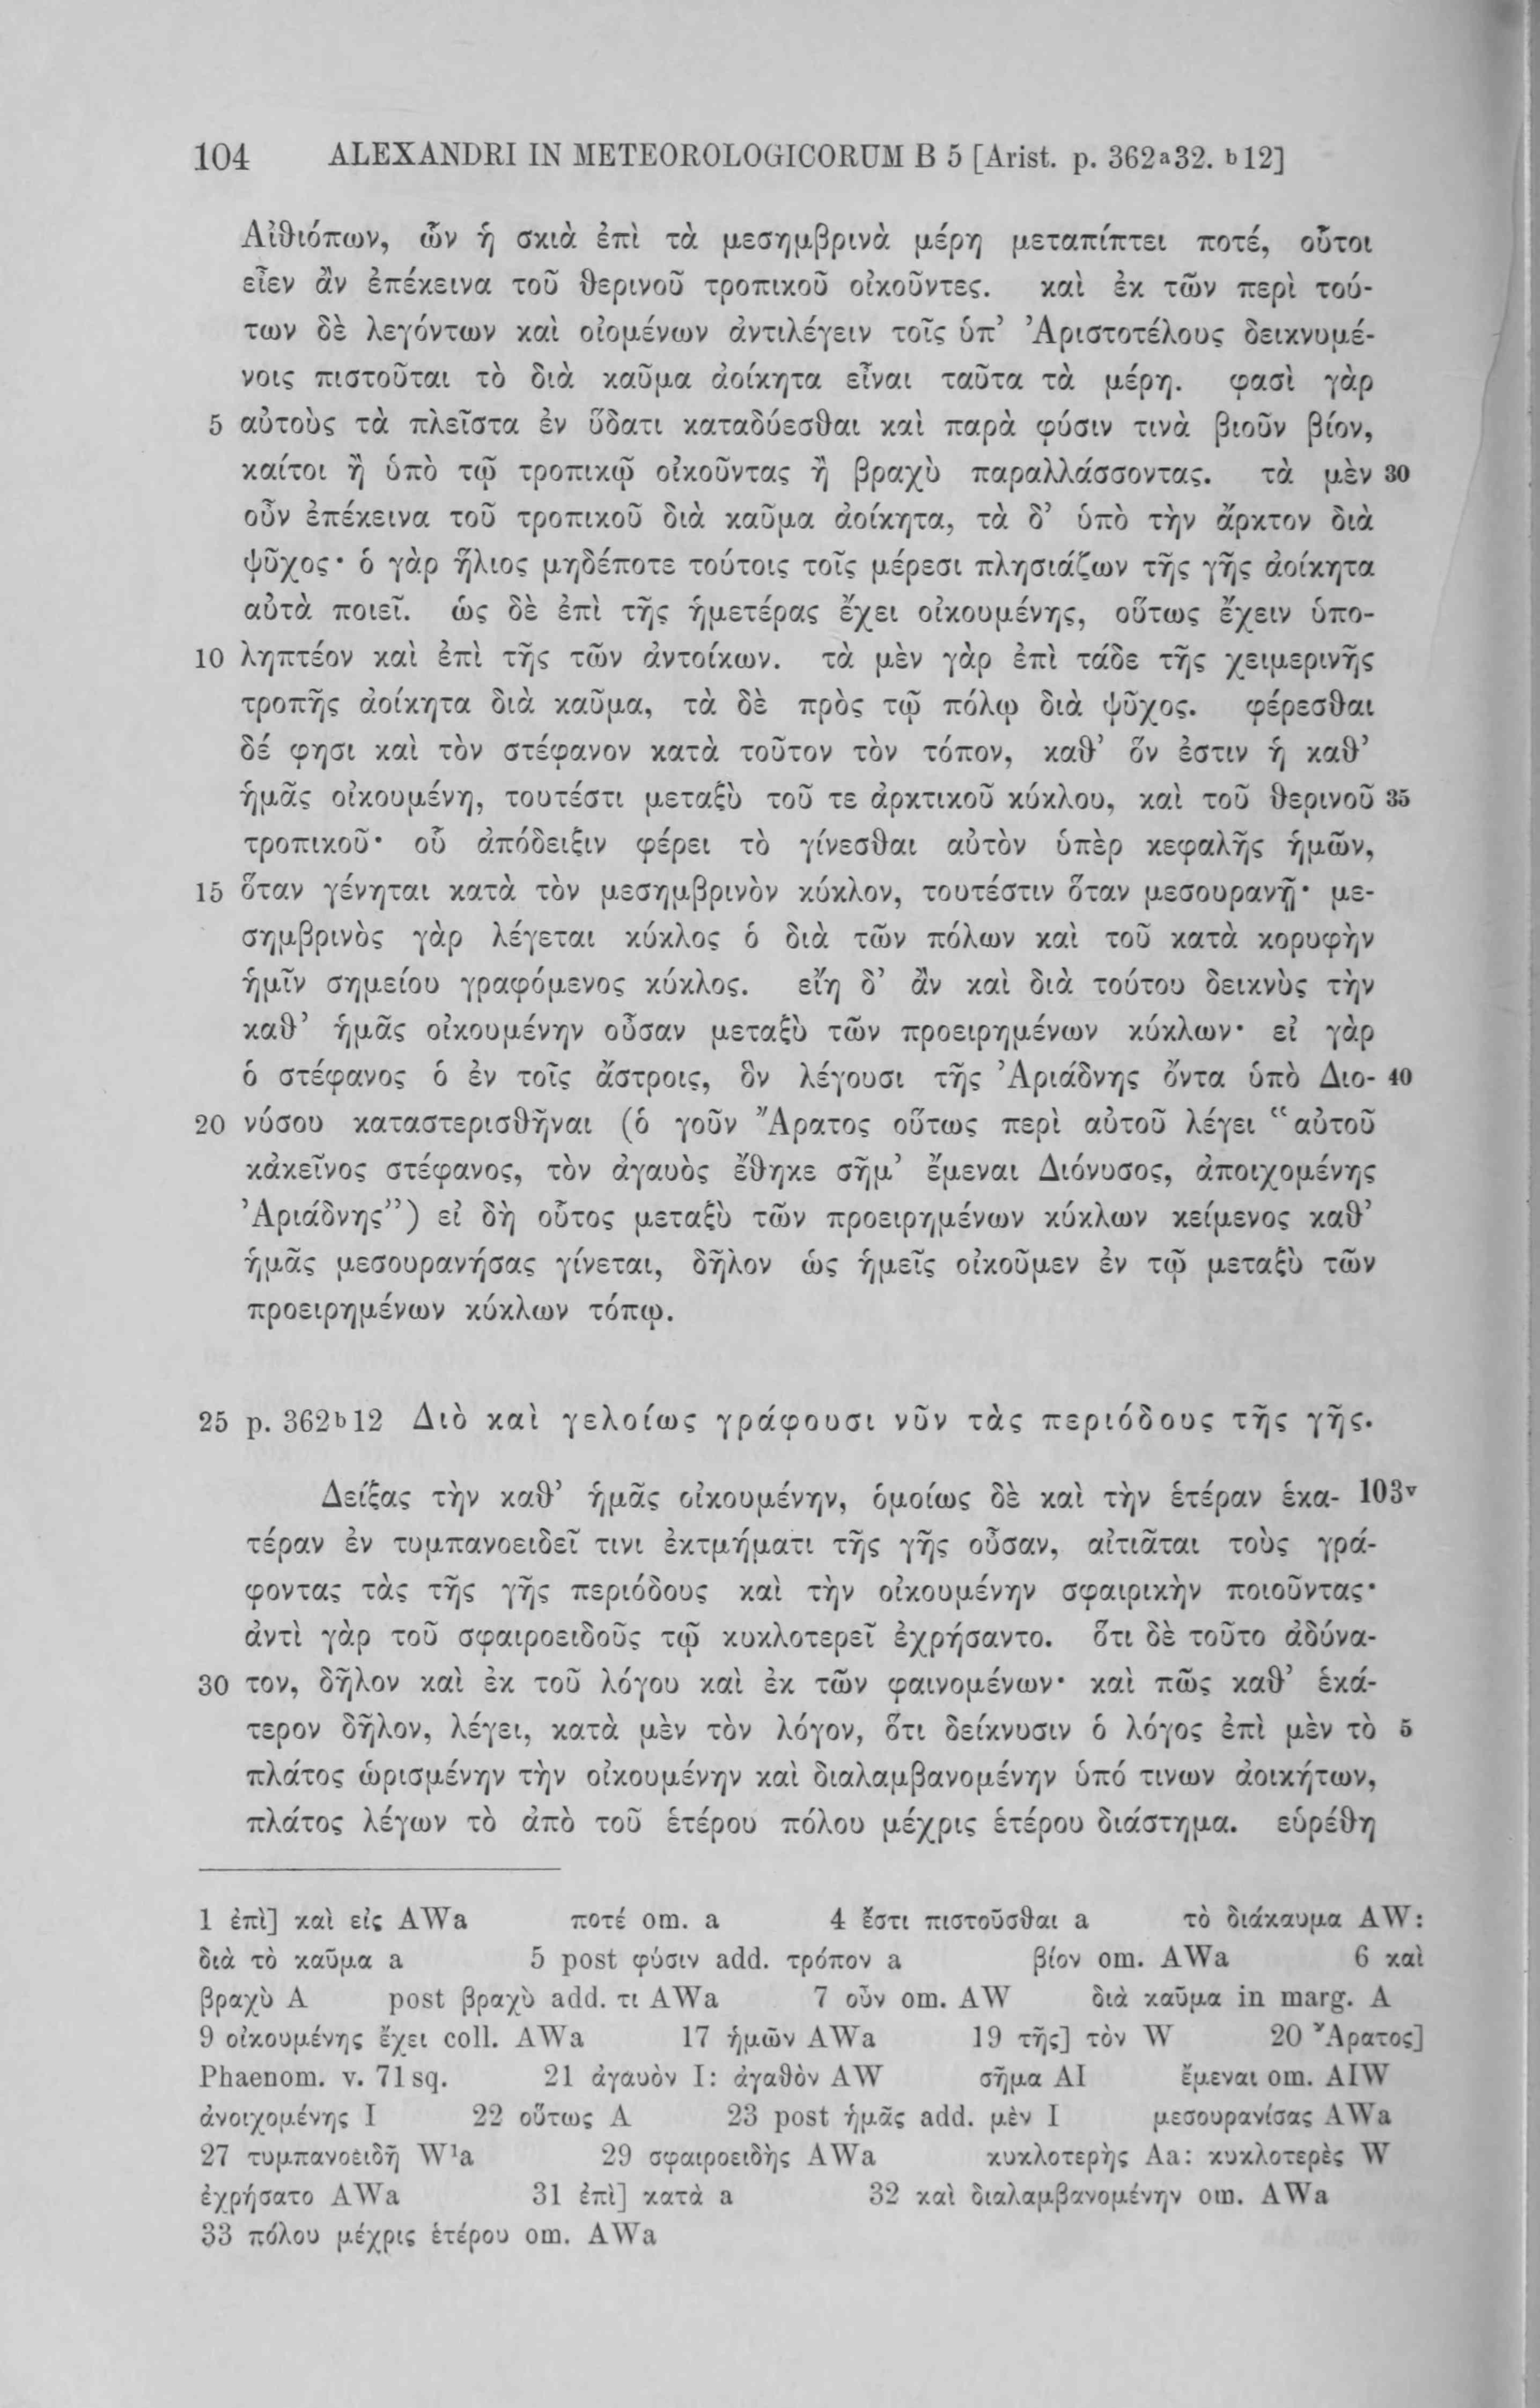 104 ALEXANDRI IN METEOROLOGICORUM B 5 [Arist. p. 362a32. b12]
Αἰθιόπων, ὧν ἡ σκιὰ ἐπὶ τὰ μεσημβρινὰ μέρη μεταπίπτει ποτέ, οὗτοι
εἶεν ἂν ἐπέκεινα τοῦ θερινοῦ τροπικοῦ οἰκοῦντες. καὶ ἐκ τῶν περὶ τού-
των δὲ λεγόντων καὶ οἰομένων ἀντιλέγειν τοῖς ὑπ’ Ἀριστοτέλους δεικνυμέ-
νοις πιστοῦται τὸ διὰ καῦμα ἀοίκητα εἶναι ταῦτα τὰ μέρη. φασὶ γὰρ
5 αὐτοὺς τὰ πλεῖστα ἐν ὕδατι καταδύεσθαι καὶ παρὰ φύσιν τινὰ βιοῦν βίον,
καίτοι ἢ ὑπὸ τῷ τροπικῷ οἰκοῦντας ἢ βραχὺ παραλλάσσοντας. τὰ μὲν 30
οὖν ἐπέκεινα τοῦ τροπικοῦ διὰ καῦμα ἀοίκητα, τὰ δ’ ὑπὸ τὴν ἄρκτον διὰ
ψῦχος· ὁ γὰρ ἥλιος μηδέποτε τούτοις τοῖς μέρεσι πλησιάζων τῆς γῆς ἀοίκητα
αὐτὰ ποιεῖ. ὡς δὲ ἐπὶ τῆς ἡμετέρας ἔχει οἰκουμένης, οὕτως ἔχειν ὑπο-
10 ληπτέον καὶ ἐπὶ τῆς τῶν ἀντοίκων. τὰ μὲν γὰρ ἐπὶ τάδε τῆς χειμερινῆς
τροπῆς ἀοίκητα διὰ καῦμα, τὰ δὲ πρὸς τῷ πόλῳ διὰ ψῦχος. φέρεσθαι
δέ φησι καὶ τὸν στέφανον κατὰ τοῦτον τὸν τόπον, καθ’ ὅν ἐστιν ἡ καθ’
ἡμᾶς οἰκουμένη, τουτέστι μεταξὺ τοῦ τε ἀρκτικοῦ κύκλου, καὶ τοῦ θερινοῦ 35
τροπικοῦ· οὗ ἀπόδειξιν φέρει τὸ γίνεσθαι αὐτὸν ὑπὲρ κεφαλῆς ἡμῶν,
15 ὅταν γένηται κατὰ τὸν μεσημβρινὸν κύκλον, τουτέστιν ὅταν μεσουρανῇ· με-
σημβρινὸς γὰρ λέγεται κύκλος ὁ διὰ τῶν πόλων καὶ τοῦ κατὰ κορυφὴν
ἡμῖν σημείου γραφόμενος κύκλος. εἴη δ’ ἂν καὶ διὰ τούτου δεικνὺς τὴν
καθ’ ἡμᾶς οἰκουμένην οὖσαν μεταξὺ τῶν προειρημένων κύκλων· εἰ γὰρ
ὁ στέφανος ὁ ἐν τοῖς ἄστροις, ὃν λέγουσι τῆς Ἀριάδνης ὄντα ὑπὸ Διο- 40
20 νύσου καταστερισθῆναι (ὁ γοῦν Ἄρατος οὕτως περὶ αὐτοῦ λέγει “αὐτοῦ
κἀκεῖνος στέφανος, τὸν ἀγαυὸς ἔθηκε σῆμ’ ἔμεναι Διόνυσος, ἀποιχομένης
Ἀριάδνης”) εἰ δὴ οὗτος μεταξὺ τῶν προειρημένων κύκλων κείμενος καθ’
ἡμᾶς μεσουρανήσας γίνεται, δῆλον ὡς ἡμεῖς οἰκοῦμεν ἐν τῷ μεταξὺ τῶν
προειρημένων κύκλων τόπῳ.
25 p. 362b12 Διὸ καὶ γελοίως γράφουσι νῦν τὰς περιόδους τῆς γῆς.
Δείξας τὴν καθ’ ἡμᾶς οἰκουμένην, ὁμοίως δὲ καὶ τὴν ἑτέραν ἑκα- 103v
τέραν ἐν τυμπανοειδεῖ τινι ἐκτμήματι τῆς γῆς οὖσαν, αἰτιᾶται τοὺς γρά-
φοντας τὰς τῆς γῆς περιόδους καὶ τὴν οἰκουμένην σφαιρικὴν ποιοῦντας·
ἀντὶ γὰρ τοῦ σφαιροειδοῦς τῷ κυκλοτερεῖ ἐχρήσαντο. ὅτι δὲ τοῦτο ἀδύνα-
30 τον, δῆλον καὶ ἐκ τοῦ λόγου καὶ ἐκ τῶν φαινομένων· καὶ πῶς καθ’ ἑκά-
τερον δῆλον, λέγει, κατὰ μὲν τὸν λόγον, ὅτι δείκνυσιν ὁ λόγος ἐπὶ μὲν τὸ 5
πλάτος ὡρισμένην τὴν οἰκουμένην καὶ διαλαμβανομένην ὑπό τινων ἀοικήτων,
πλάτος λέγων τὸ ἀπὸ τοῦ ἑτέρου πόλου μέχρις ἑτέρου διάστημα. εὑρέθη
1 ἐπὶ] καὶ εἰς AWa ποτέ om. a 4 ἔστι πιστοῦσθαι a τὸ διάκαυμα AW:
διὰ τὸ καῦμα a 5 post φύσιν add. τρόπον a βίον om. AWa 6 καὶ
βραχὺ A post βραχὺ add. τι AWa 7 οὖν om. AW διὰ καῦμα in marg. A
9 οἰκουμένης ἔχει coll. AWa 17 ἡμῶν AWa 19 τῆς] τὸν W 20 Ἄρατος]
Phaenom. v. 71 sq. 21 ἀγαυὸν I: ἀγαθὸν AW σῆμα AI ἔμεναι om. AIW
ἀνοιχομένης I 22 οὕτως A 23 post ἡμᾶς add. μὲν I μεσουρανίσας AWa
27 τυμπανοειδῆ W¹a 29 σφαιροειδὴς AWa κυκλοτερὴς Aa: κυκλοτερὲς W
ἐχρήσατο AWa 31 ἐπὶ] κατὰ a 32 καὶ διαλαμβανομένην om. AWa
33 πόλου μέχρις ἑτέρου om. AWa